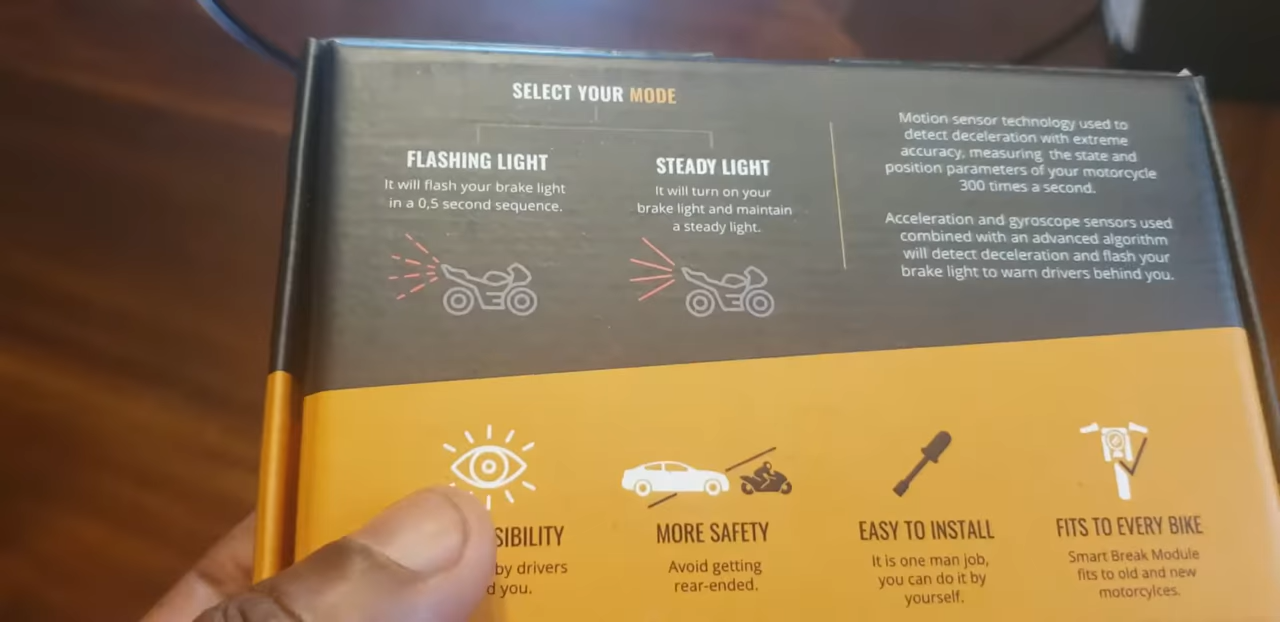 SELECT YOUR MODE
FLASHING LIGHT
It will flash your brake light
in a 0,5 second sequence.
STEADY LIGHT
It will turn on your
brake light and maintain
a steady light.
Motion sensor technology used to
detect deceleration with extreme
accuracy, measuring the state and
position parameters of your motorcycle
300 times a second.
Acceleration and gyroscope sensors used
combined with an advanced algorithm
will detect deceleration and flash your
brake light to warn drivers behind you.
by drivers
you.
MORE SAFETY
Avoid getting
rear-ended.
EASY TO INSTALL
It is one man job,
you can do it by
yourself.
FITS TO EVERY BIKE
Smart Break Module
fits to old and new
motorcylces.